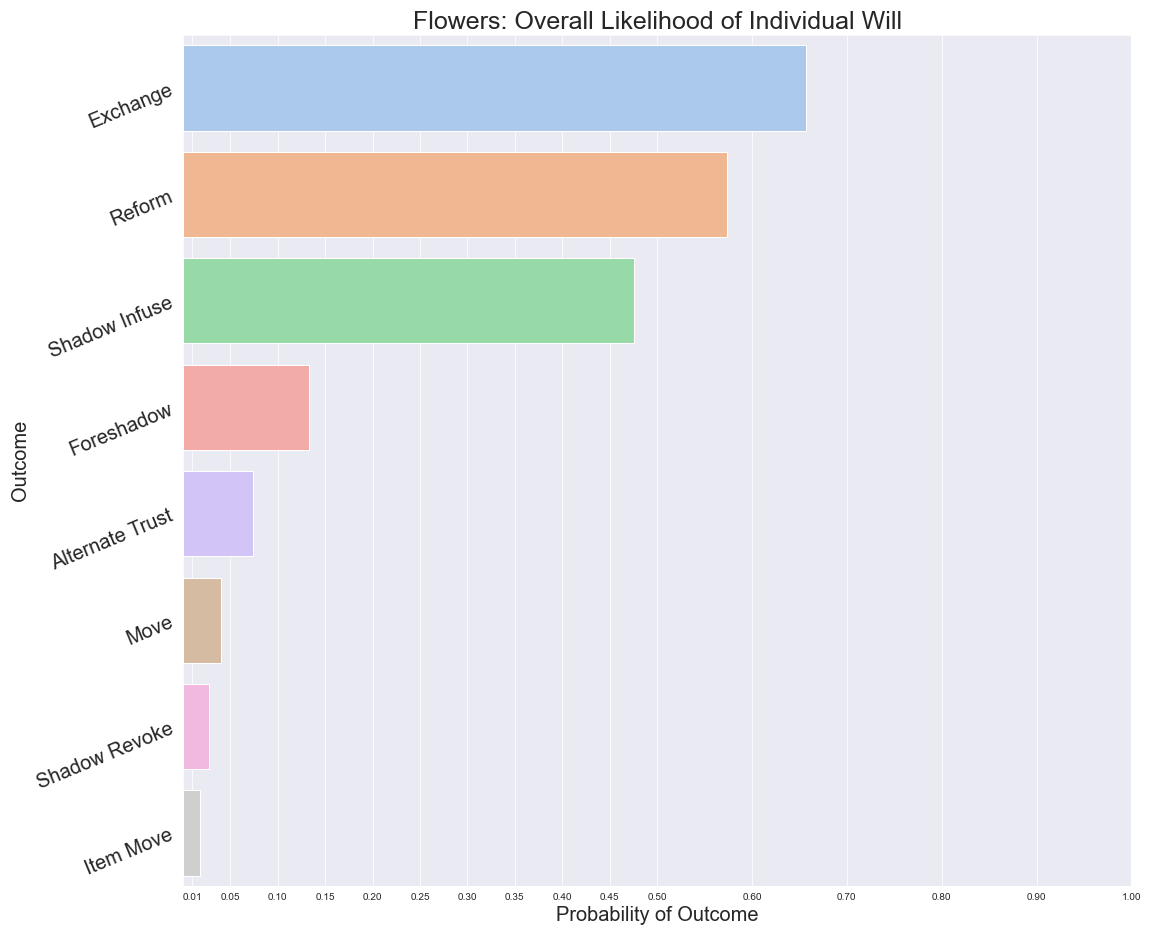 Flowers: Overall Likelihood of Individual Will
Exchange
Reform
Shadow Infuse
Foreshadow
Outcome
Alternate Trust
Move
Shadow Revoke
Item Move
0.01 0.05 0.10 0.15 0.20 0.25 0.30 0.35 0.40 0.45 0.50 0.60 0.70 0.80 0.90 1.00
Probability of Outcome